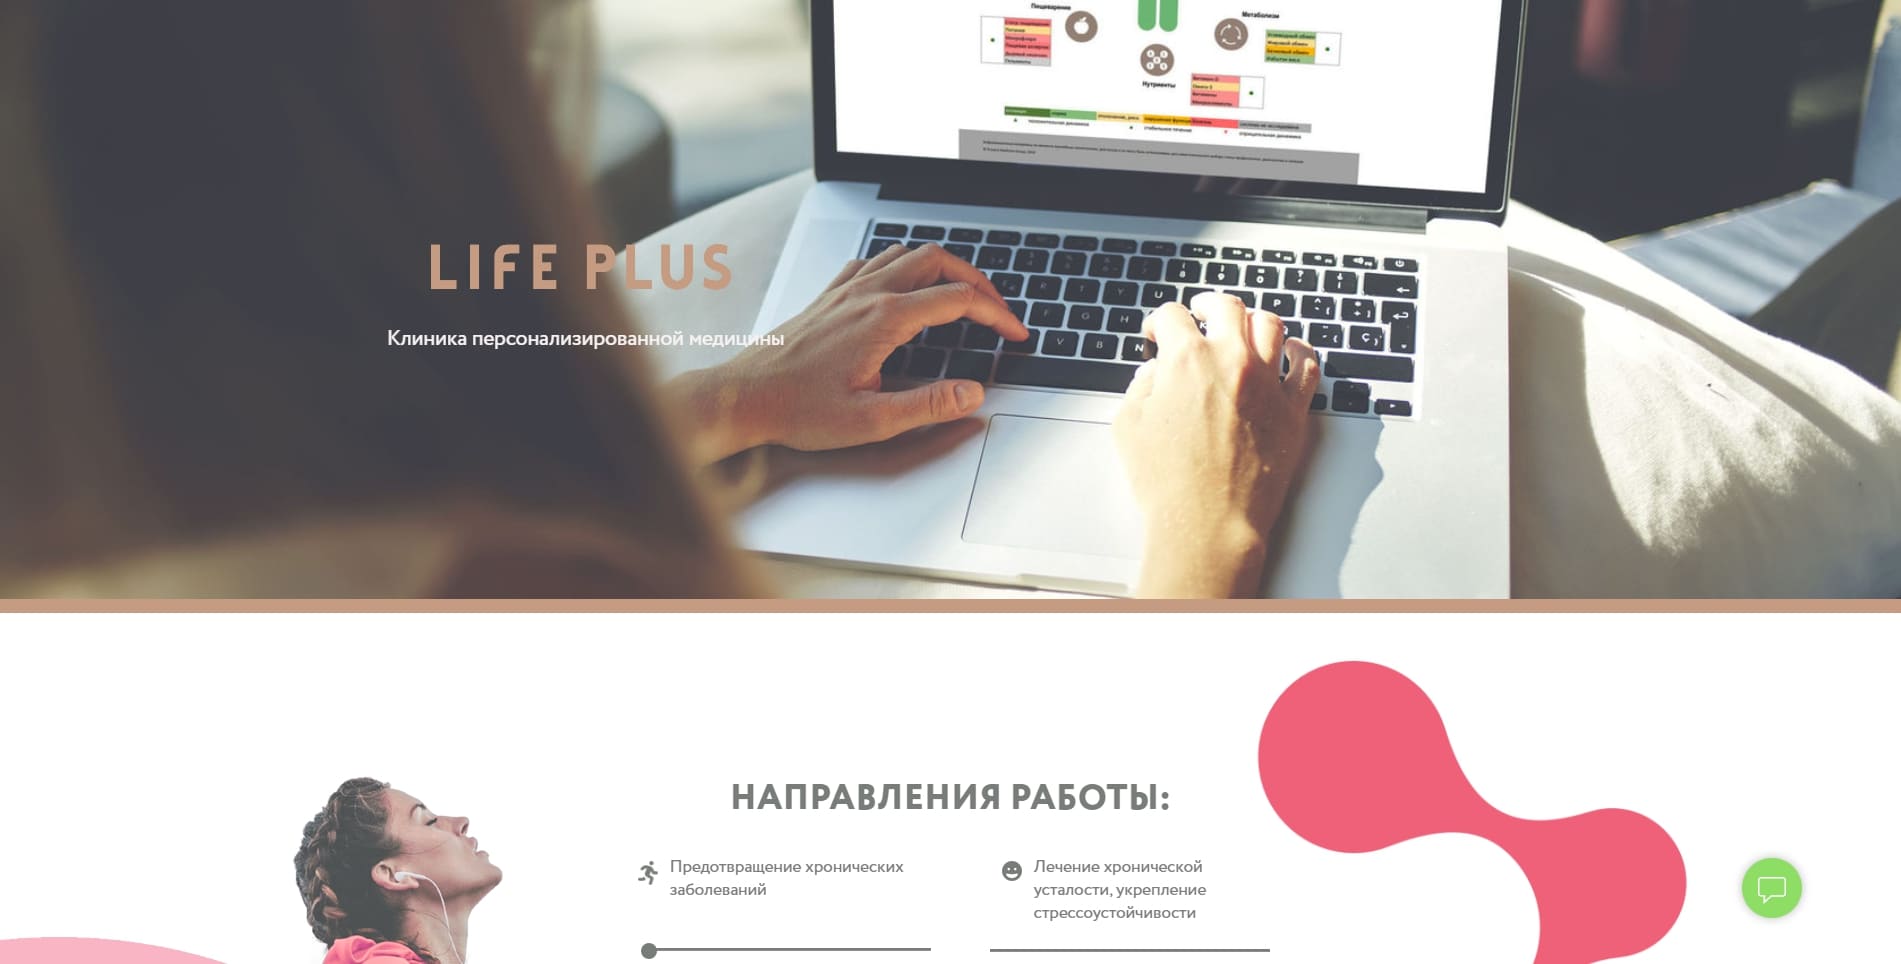 Пищеварение
Метаболизм
Нутриенты
LIFE PLUS
Клиника персонализированной медицины
НАПРАВЛЕНИЯ РАБОТЫ:
Предотвращение хронических
заболеваний
Лечение хронической
усталости, укрепление
стрессоустойчивости